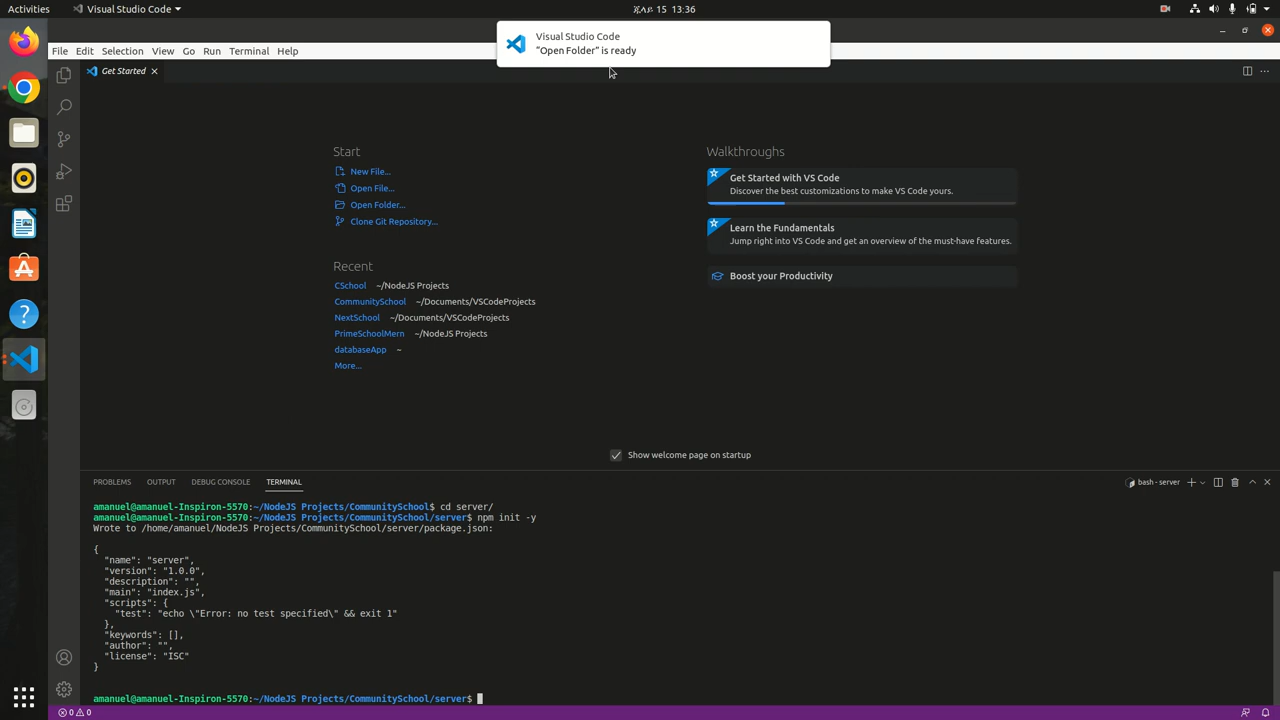 Activities
Visual Studio Code
ኦክተ 15 13:36
Visual Studio Code
“Open Folder” is ready
File Edit Selection View Go Run Terminal Help
Get Started
Start
New File...
Open File...
Open Folder...
Clone Git Repository...
Recent
CSchool ~/NodeJS Projects
CommunitySchool ~/Documents/VSCodeProjects
NextSchool ~/Documents/VSCodeProjects
PrimeSchoolMern ~/NodeJS Projects
databaseApp ~
More...
Walkthroughs
Get Started with VS Code
Discover the best customizations to make VS Code yours.
Learn the Fundamentals
Jump right into VS Code and get an overview of the must-have features.
Boost your Productivity
Show welcome page on startup
PROBLEMS OUTPUT DEBUG CONSOLE TERMINAL
bash - server
amanuel@amanuel-Inspiron-5570:~/NodeJS Projects/CommunitySchool$ cd server/
amanuel@amanuel-Inspiron-5570:~/NodeJS Projects/CommunitySchool/server$ npm init -y
Wrote to /home/amanuel/NodeJS Projects/CommunitySchool/server/package.json:
{
"name": "server",
"version": "1.0.0",
"description": "",
"main": "index.js",
"scripts": {
"test": "echo \"Error: no test specified\" && exit 1"
},
"keywords": [],
"author": "",
"license": "ISC"
}
amanuel@amanuel-Inspiron-5570:~/NodeJS Projects/CommunitySchool/server$
0 0